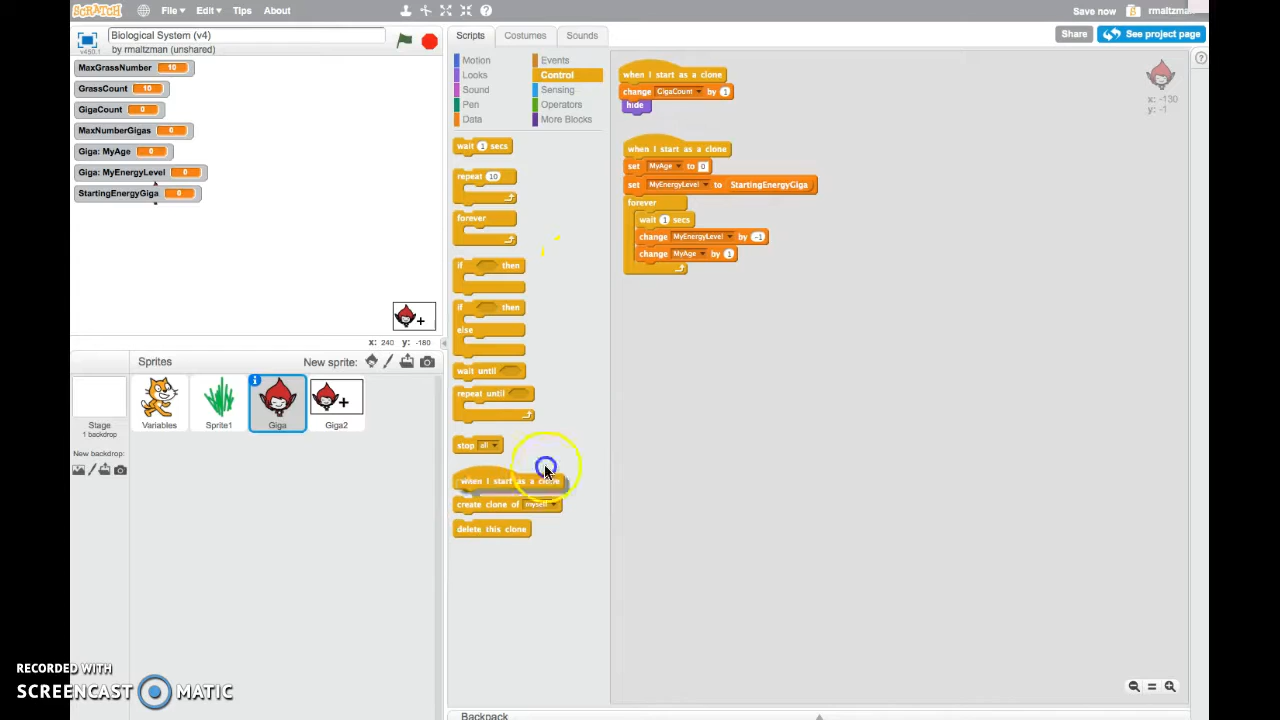 SCRATCH File Edit Tips About
Save now rmaltzman
v450.1
Biological System (v4)
by rmaltzman (unshared)
Scripts Costumes Sounds
Share See project page
MaxGrassNumber 10
GrassCount 10
GigaCount 0
MaxNumberGigas 0
Giga: MyAge 0
Giga: MyEnergyLevel 0
StartingEnergyGiga 0
+
x: 240 y: -180
Motion
Looks
Sound
Pen
Data
Events
Control
Sensing
Operators
More Blocks
wait 1 secs
repeat 10
forever
if then
if then
else
wait until
repeat until
stop all
when I start as a clone
create clone of myself
delete this clone
when I start as a clone
change GigaCount by 1
hide
when I start as a clone
set MyAge to 0
set MyEnergyLevel to StartingEnergyGiga
forever
wait 1 secs
change MyEnergyLevel by -1
change MyAge by 1
x: -130
y: -1
?
Sprites New sprite:
Stage
1 backdrop
New backdrop:
Variables
Sprite1
Giga
+
Giga2
Backpack
RECORDED WITH
SCREENCAST MATIC